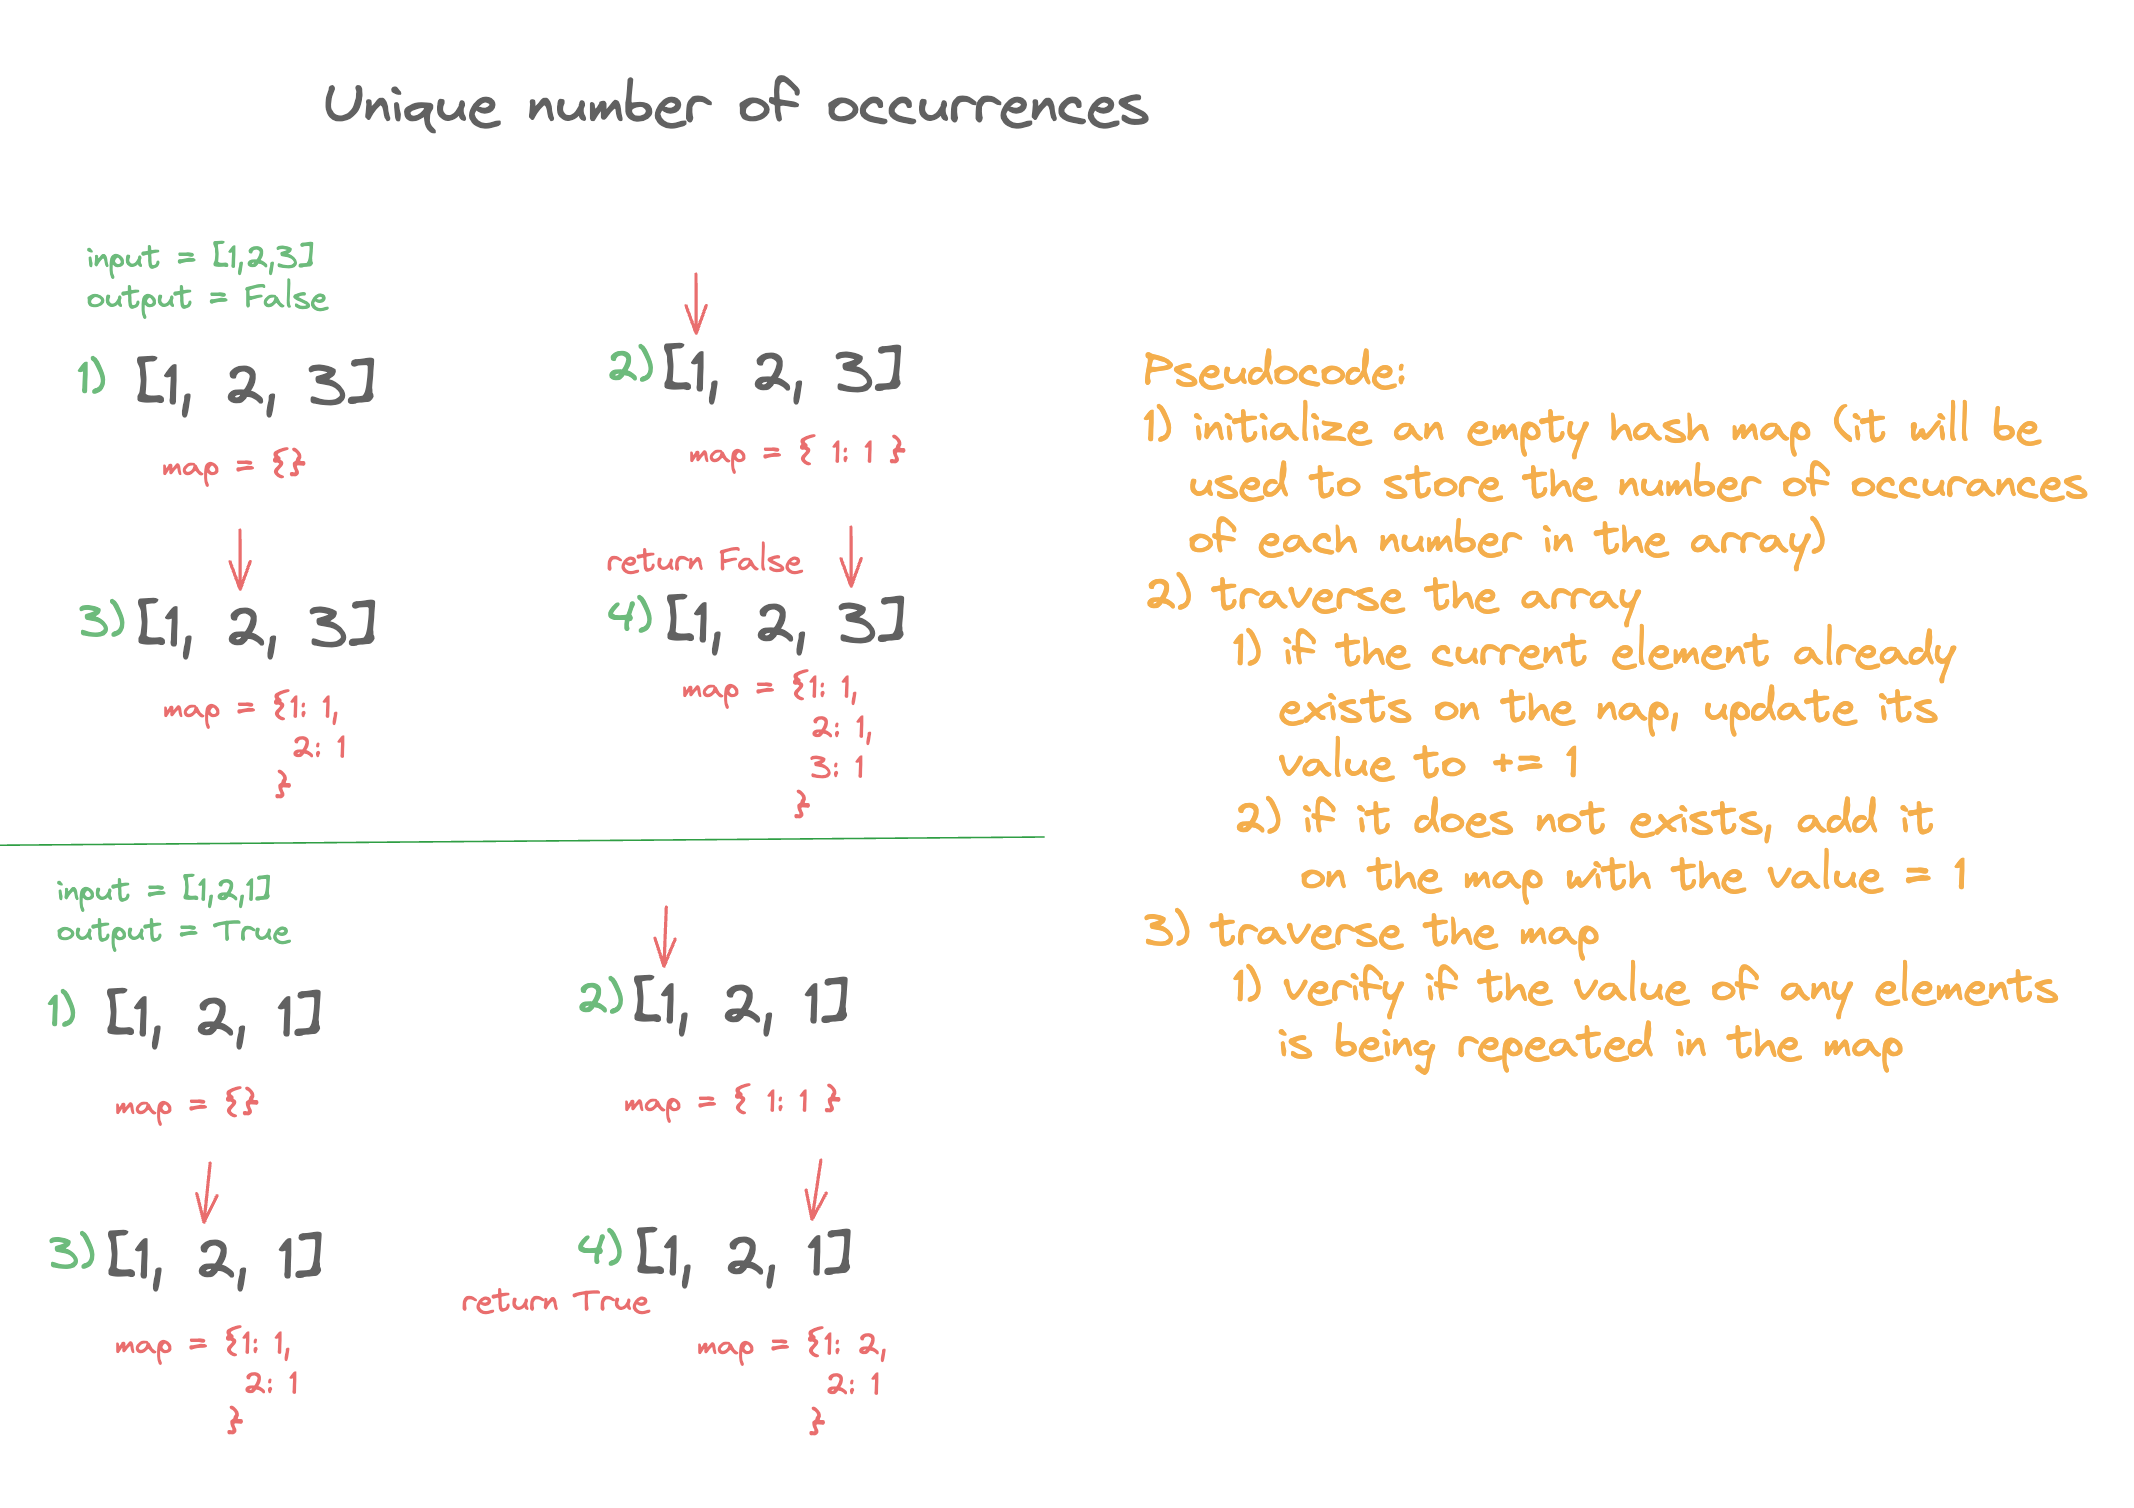 Unique number of occurrences
input = [1,2,3]
output = False
1) [1, 2, 3]
map = {}
2) [1, 2, 3]
map = { 1: 1 }
3) [1, 2, 3]
map = {1: 1,
2: 1
}
return False
4) [1, 2, 3]
map = {1: 1,
2: 1,
3: 1
}
input = [1,2,1]
output = True
1) [1, 2, 1]
map = {}
2) [1, 2, 1]
map = { 1: 1 }
3) [1, 2, 1]
map = {1: 1,
2: 1
}
4) [1, 2, 1]
return True
map = {1: 2,
2: 1
}
Pseudocode:
1) initialize an empty hash map (it will be
used to store the number of occurances
of each number in the array)
2) traverse the array
1) if the current element already
exists on the nap, update its
value to += 1
2) if it does not exists, add it
on the map with the value = 1
3) traverse the map
1) verify if the value of any elements
is being repeated in the map